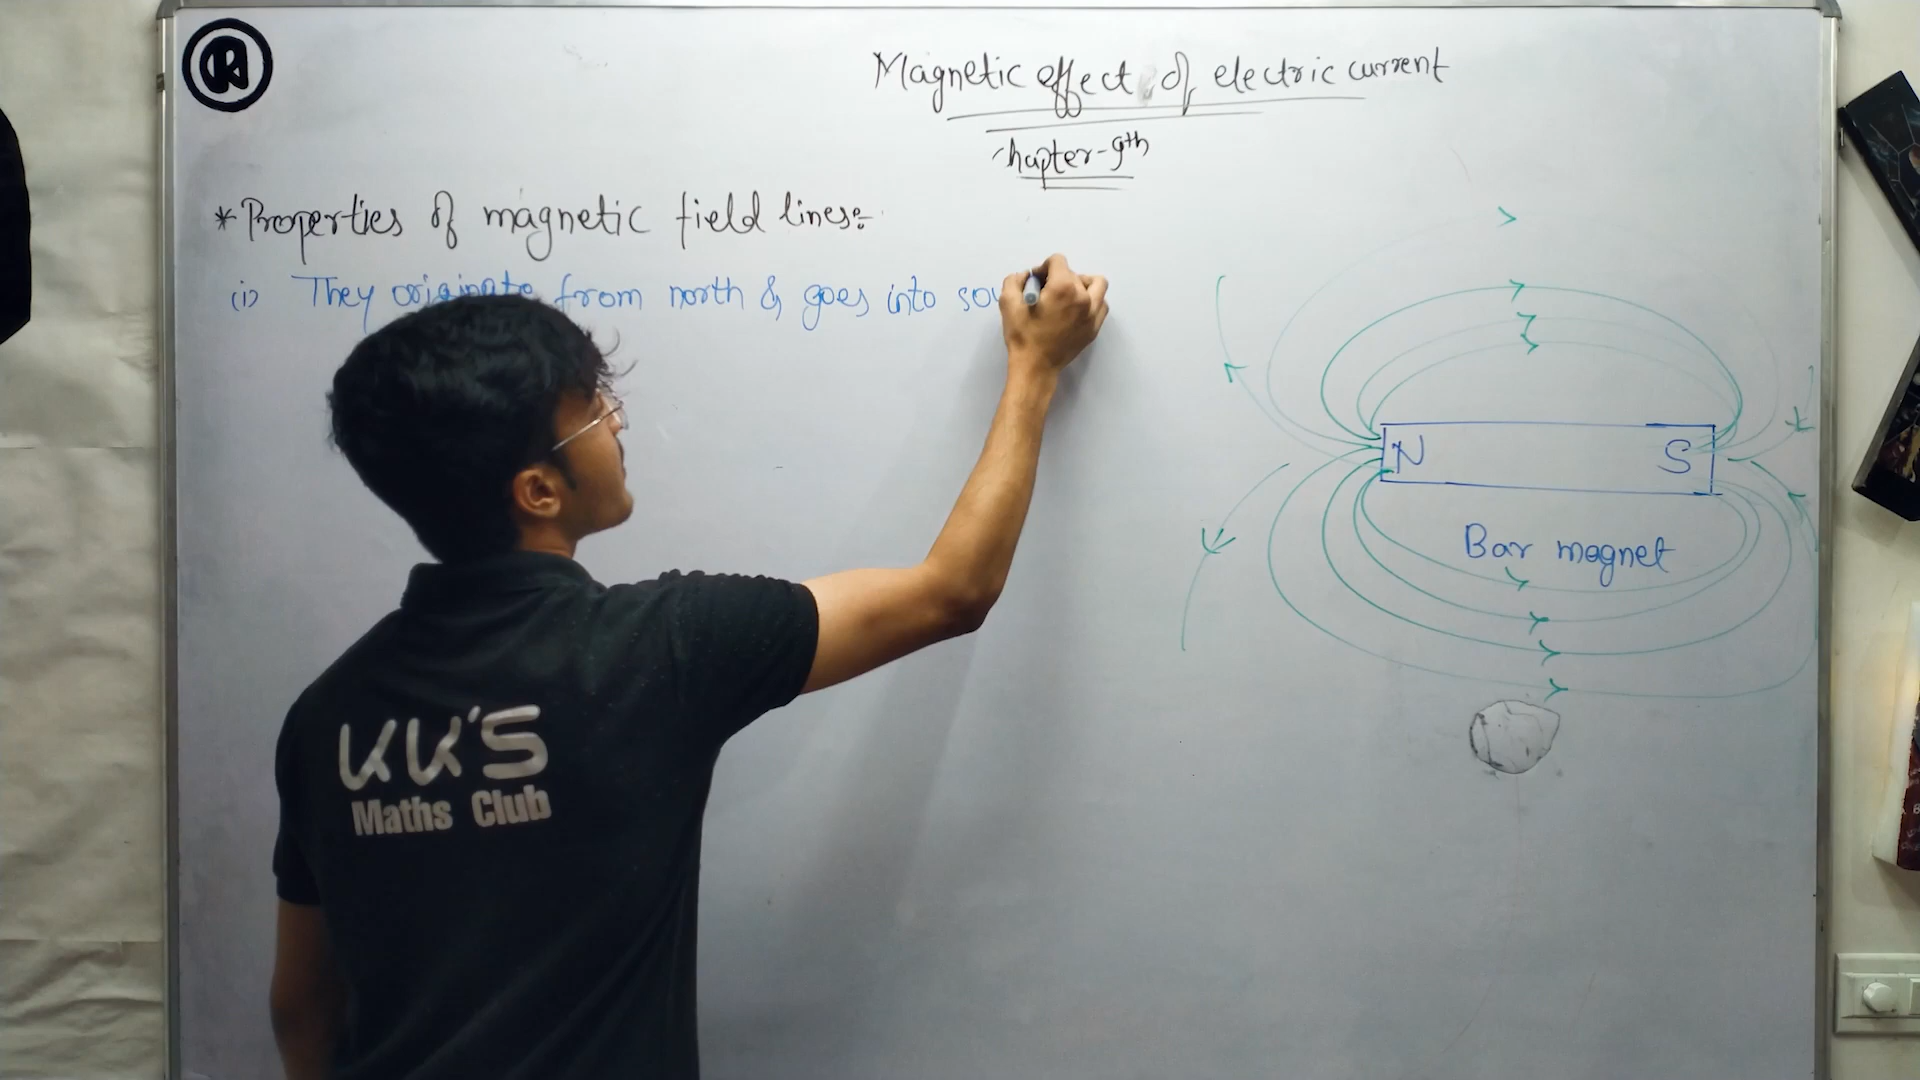 Magnetic effect of electric current
Chapter-9th
*Properties of magnetic field lines:-
(i) They originate from north & goes into sou
N S
Bar magnet
KK'S
Maths Club